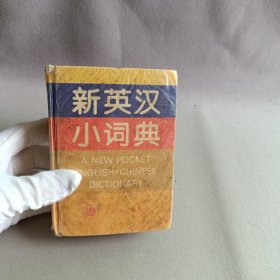 新英汉
小词典
A NEW POCKET
ENGLISH-CHINESE
DICTIONARY